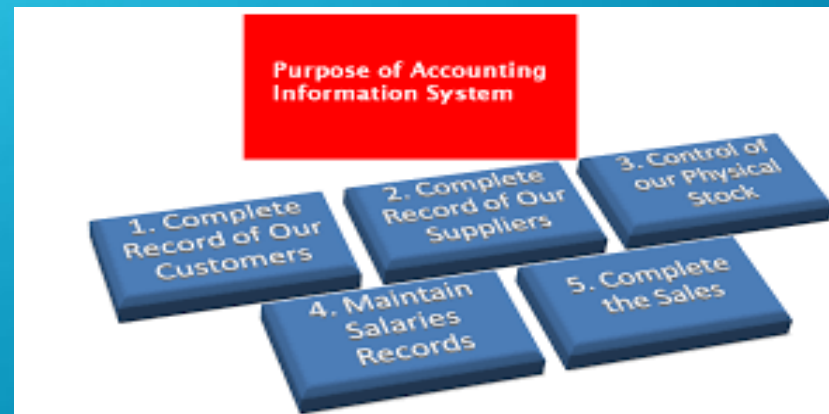 Purpose of Accounting
Information System
1. Complete
Record of Our
Customers
2. Complete
Record of Our
Suppliers
3. Control of
our Physical
Stock
4. Maintain
Salaries
Records
5. Complete
the Sales